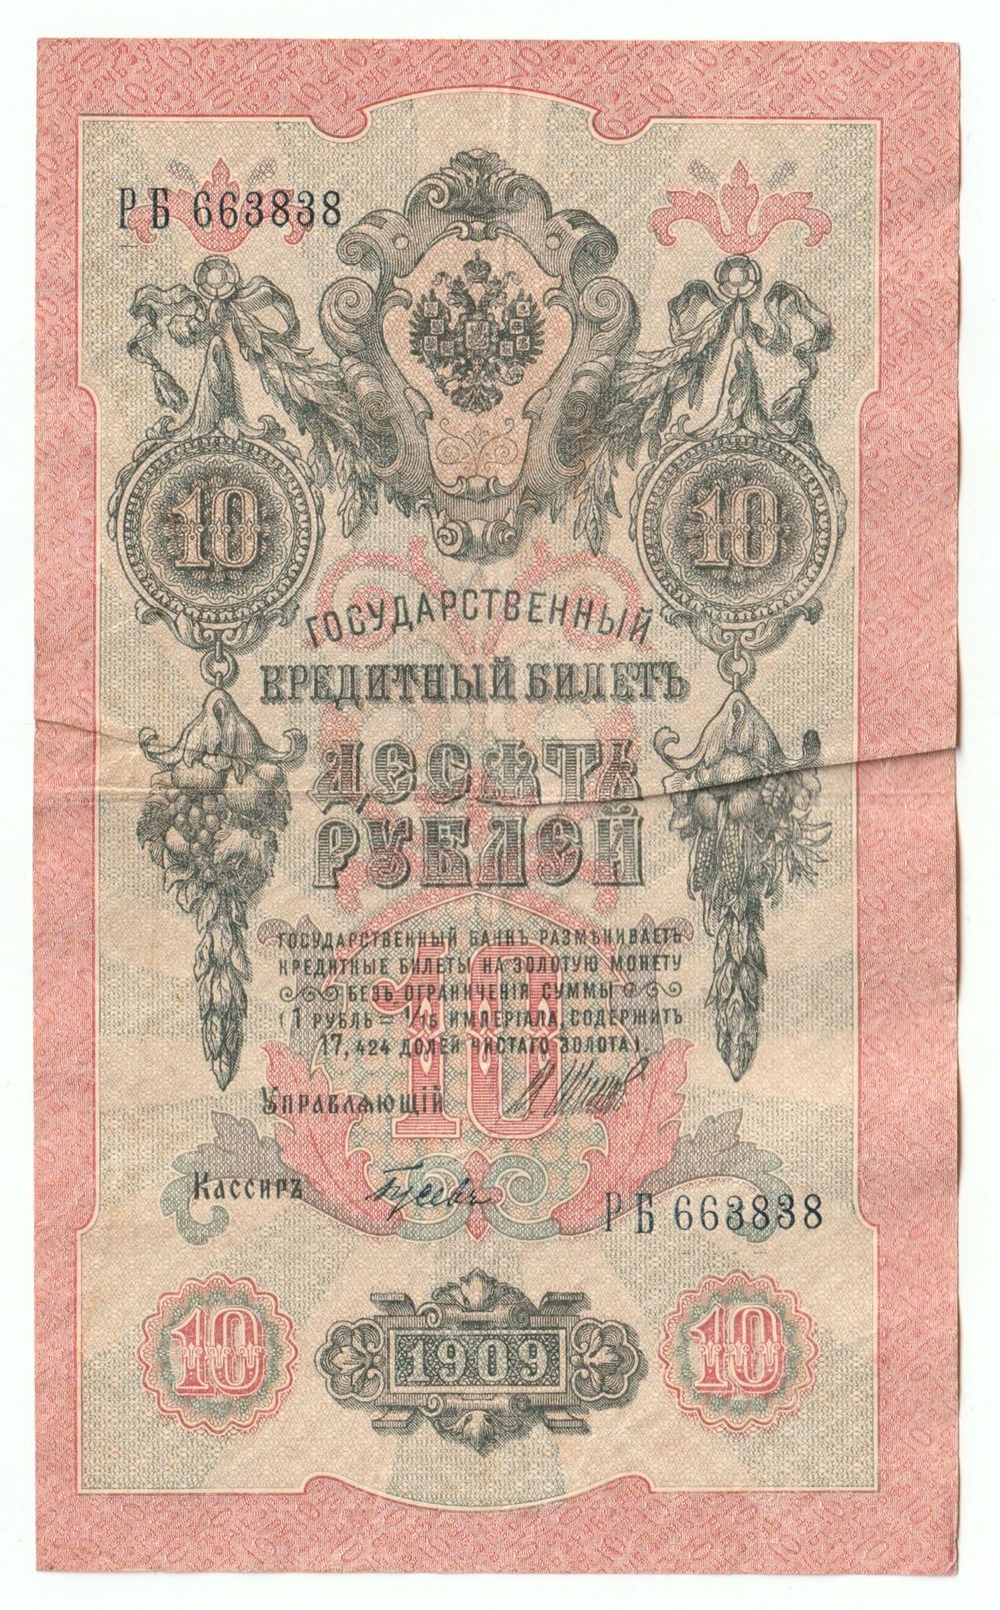 РБ 663838
10 10
ГОСУДАРСТВЕННЫЙ
КРЕДИТНЫЙ БИЛЕТЪ
ДЕСЯТЬ
РУБЛЕЙ
ГОСУДАРСТВЕННЫЙ БАНКЪ РАЗМѢНИВАЕТЪ
КРЕДИТНЫЕ БИЛЕТЫ НА ЗОЛОТУЮ МОНЕТУ
БЕЗЪ ОГРАНИЧЕНІЯ СУММЫ
(1 РУБЛЬ = 1/15 ИМПЕРІАЛА, СОДЕРЖИТЪ
17,424 ДОЛЕЙ ЧИСТАГО ЗОЛОТА).
10
УПРАВЛЯЮЩІЙ
КАССИРЪ Гусевъ
РБ 663838
10 1909 10